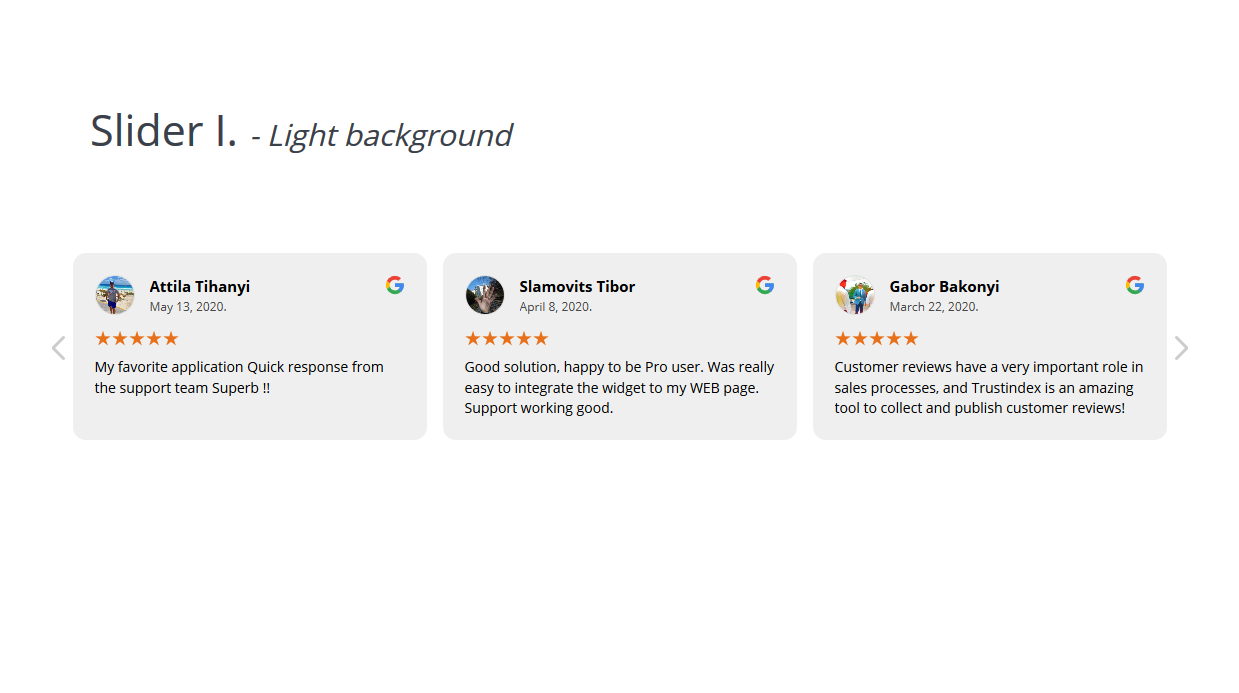 Slider I. - Light background
Attila Tihanyi
May 13, 2020.
My favorite application Quick response from
the support team Superb !!
Slamovits Tibor
April 8, 2020.
Good solution, happy to be Pro user. Was really
easy to integrate the widget to my WEB page.
Support working good.
Gabor Bakonyi
March 22, 2020.
Customer reviews have a very important role in
sales processes, and Trustindex is an amazing
tool to collect and publish customer reviews!